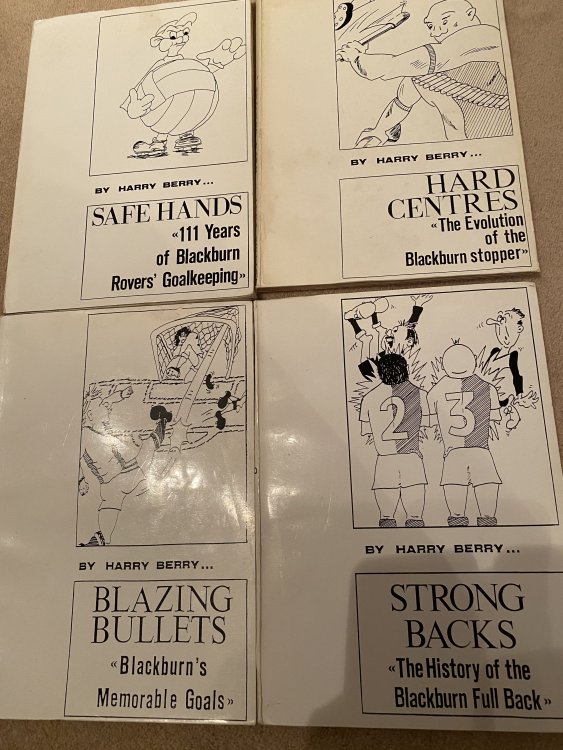 BY HARRY BERRY...
SAFE HANDS
«111 Years
of Blackburn
Rovers' Goalkeeping»
BY HARRY BERRY...
HARD
CENTRES
«The Evolution
of the
Blackburn stopper»
BY HARRY BERRY...
BLAZING
BULLETS
«Blackburn's
Memorable Goals»
2 3
BY HARRY BERRY...
STRONG
BACKS
«The History of the
Blackburn Full Back»